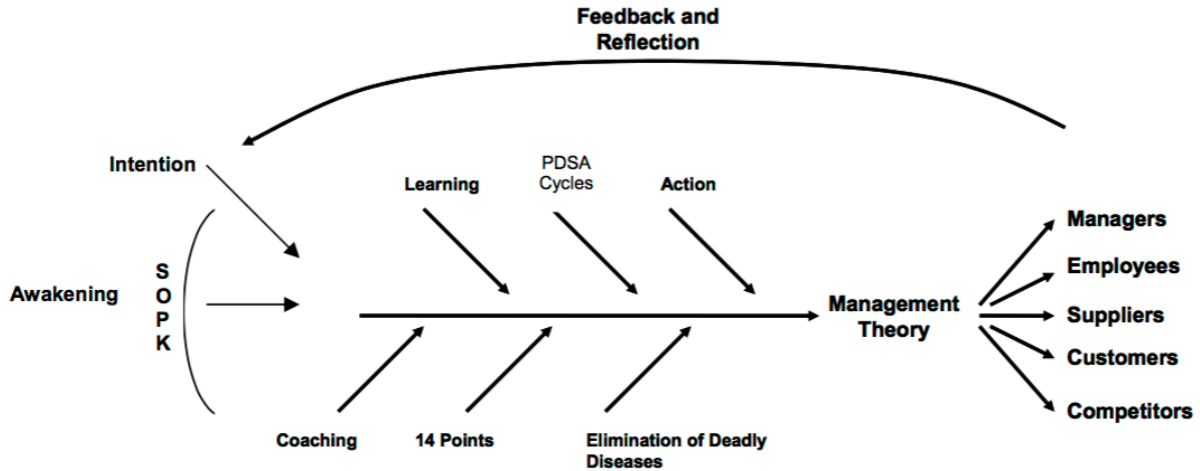 Feedback and
Reflection
Intention
Learning
PDSA
Cycles
Action
Awakening
S
O
P
K
Management
Theory
Managers
Employees
Suppliers
Customers
Competitors
Coaching
14 Points
Elimination of Deadly
Diseases